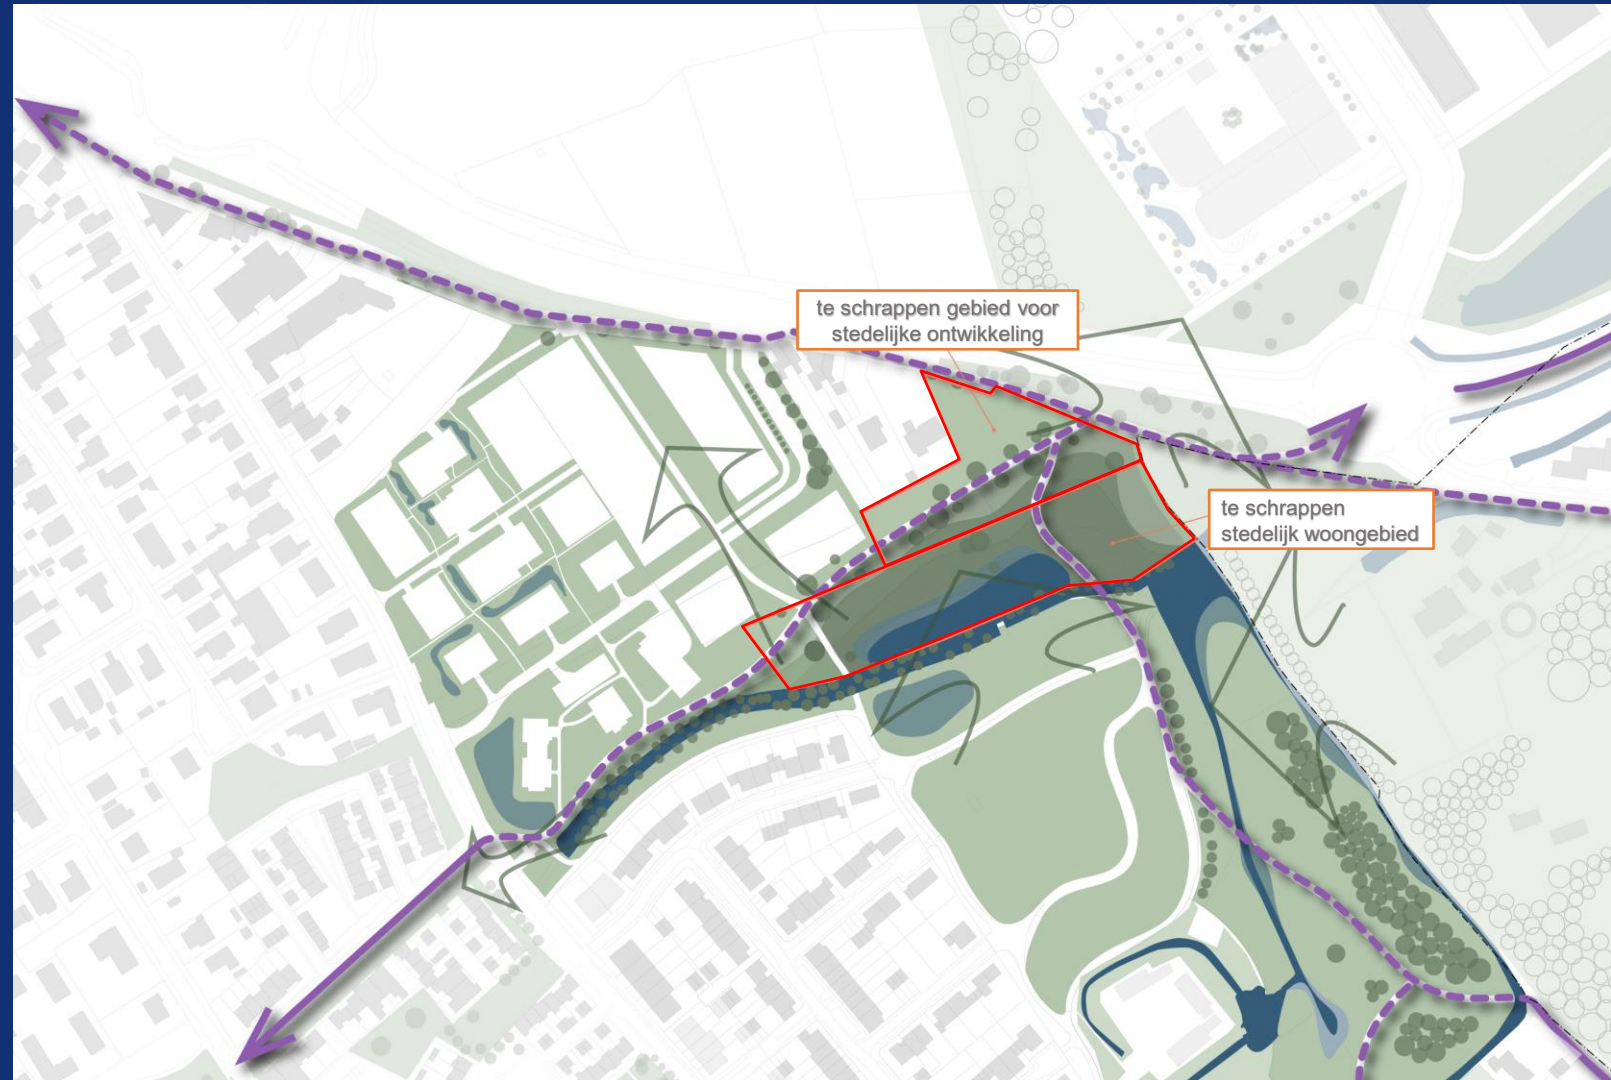 te schrappen gebied voor
stedelijke ontwikkeling
te schrappen
stedelijk woongebied